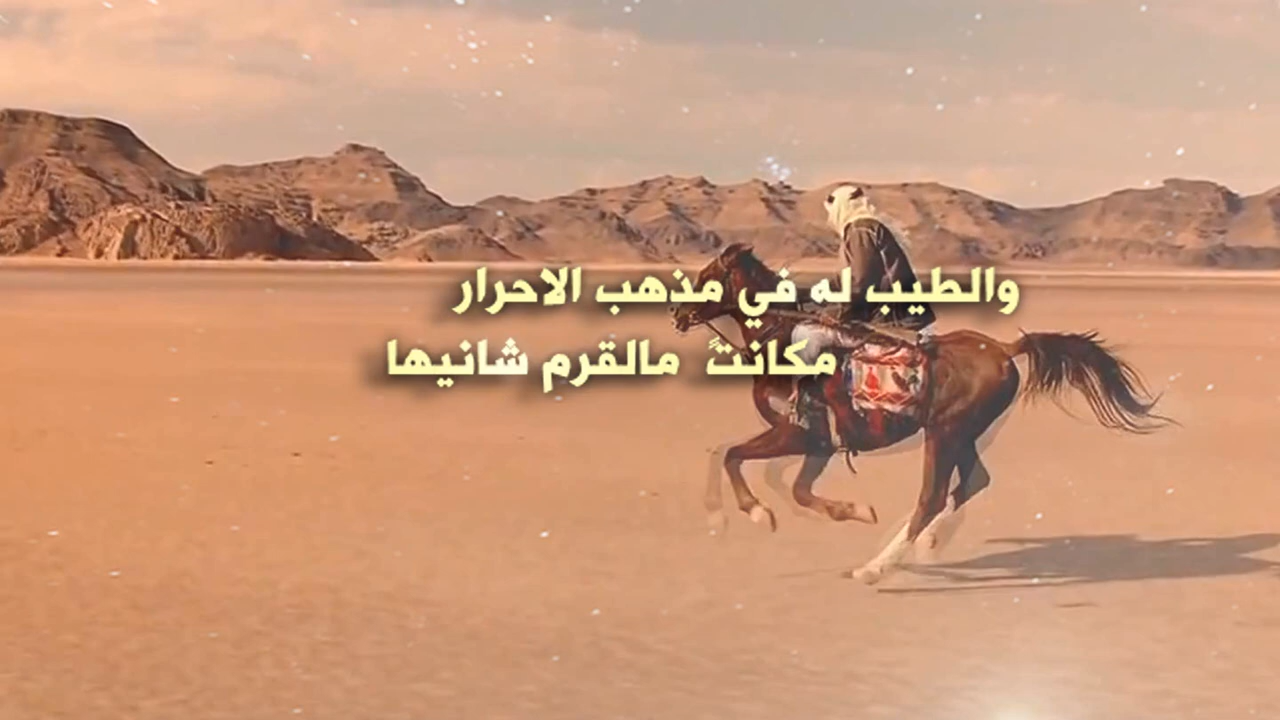 والطيب له في مذهب الاحرار
مكانتً مالقرم شانيها